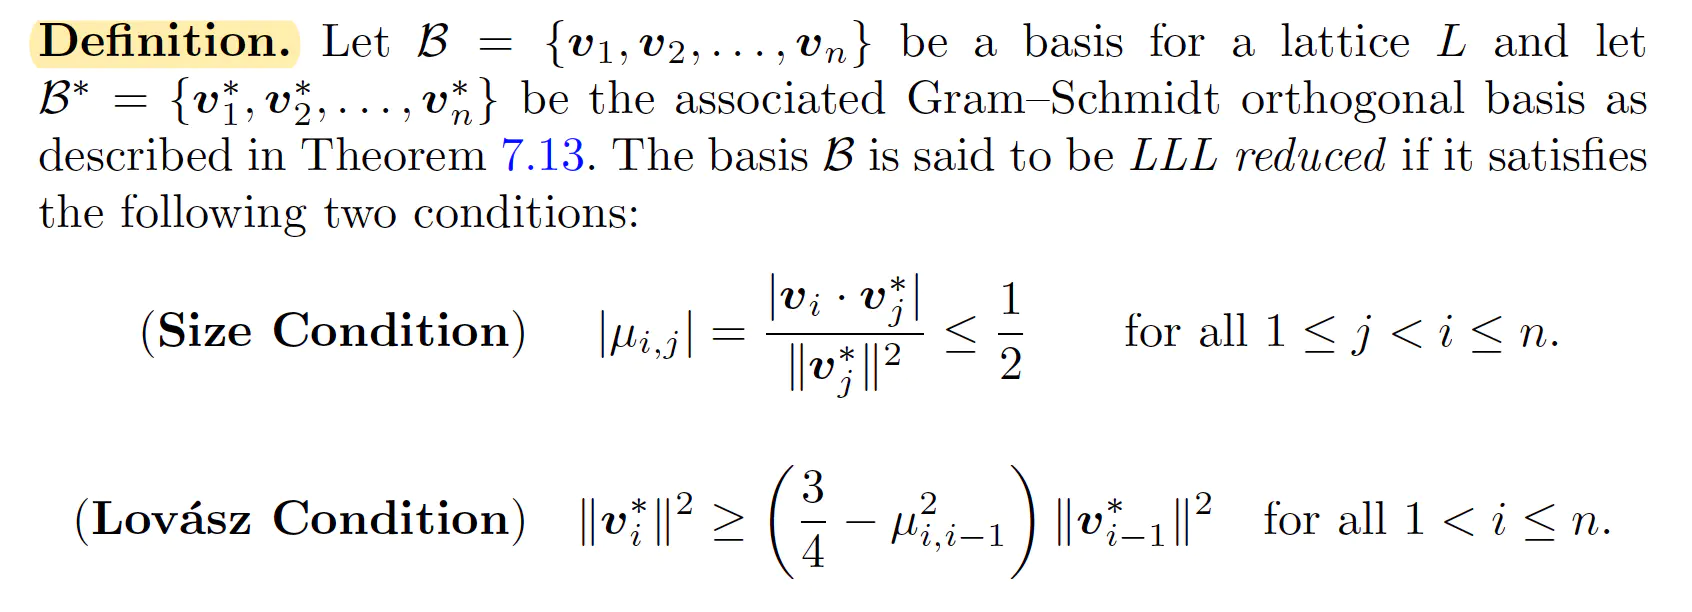 Definition. Let $\mathcal{B} = \{\boldsymbol{v}_1, \boldsymbol{v}_2, \ldots, \boldsymbol{v}_n\}$ be a basis for a lattice $L$ and let
$\mathcal{B}^* = \{\boldsymbol{v}_1^*, \boldsymbol{v}_2^*, \ldots, \boldsymbol{v}_n^*\}$ be the associated Gram–Schmidt orthogonal basis as
described in Theorem 7.13. The basis $\mathcal{B}$ is said to be LLL reduced if it satisfies
the following two conditions:
(Size Condition) $|\mu_{i,j}| = \frac{|\boldsymbol{v}_i \cdot \boldsymbol{v}_j^*|}{\|\boldsymbol{v}_j^*\|^2} \leq \frac{1}{2}$ for all $1 \leq j < i \leq n$.
(Lovász Condition) $\|\boldsymbol{v}_i^*\|^2 \geq \left(\frac{3}{4} - \mu_{i,i-1}^2\right) \|\boldsymbol{v}_{i-1}^*\|^2$ for all $1 < i \leq n$.